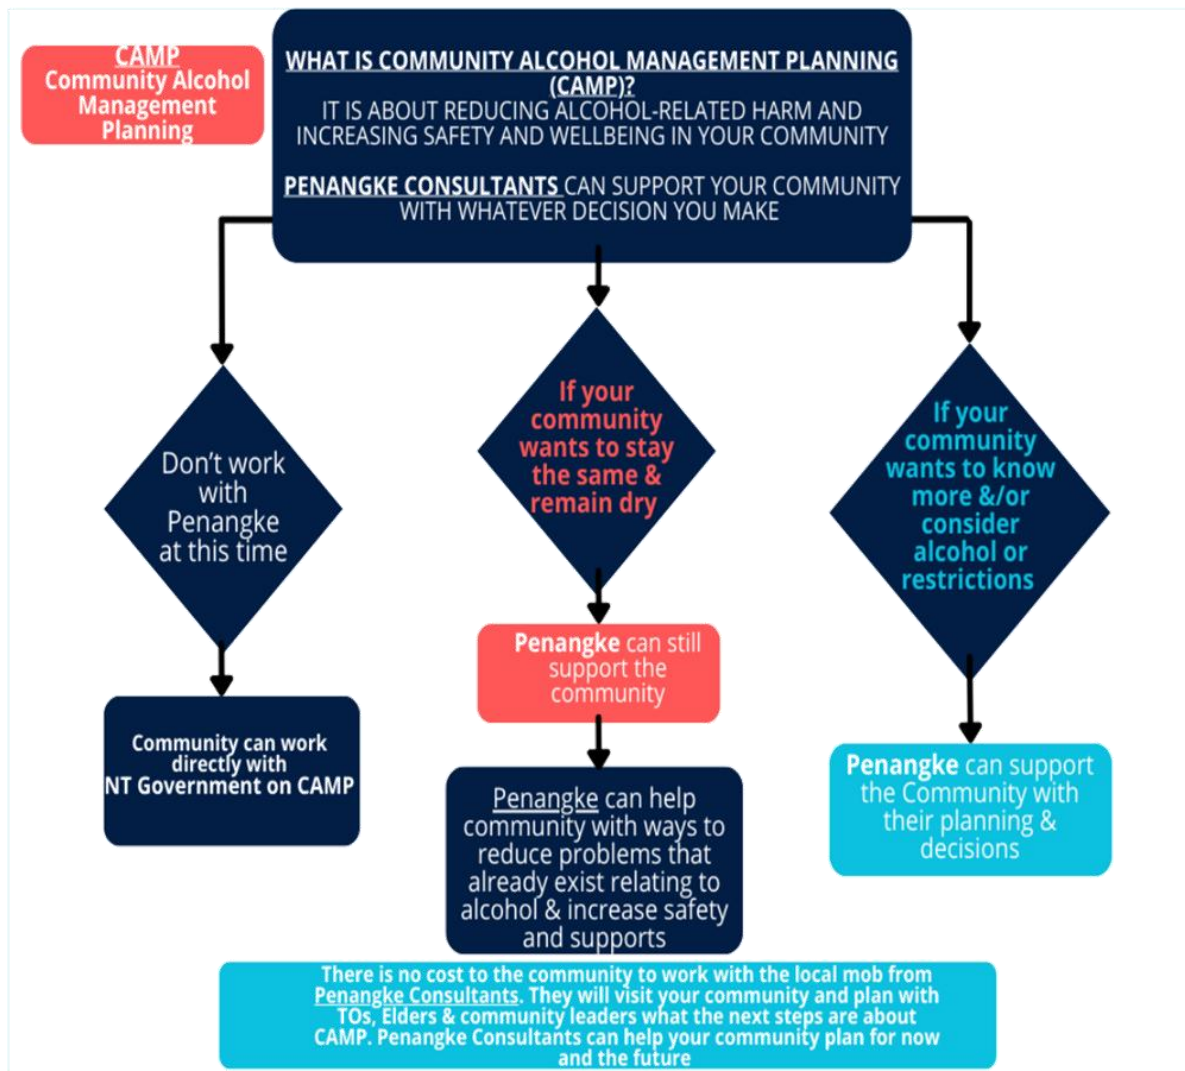 CAMP
Community Alcohol
Management
Planning
WHAT IS COMMUNITY ALCOHOL MANAGEMENT PLANNING
(CAMP)?
IT IS ABOUT REDUCING ALCOHOL-RELATED HARM AND
INCREASING SAFETY AND WELLBEING IN YOUR COMMUNITY
PENANGKE CONSULTANTS CAN SUPPORT YOUR COMMUNITY
WITH WHATEVER DECISION YOU MAKE
Don't work
with
Penangke
at this time
Community can work
directly with
NT Government on CAMP
If your
community
wants to stay
the same &
remain dry
Penangke can still
support the
community
Penangke can help
community with ways to
reduce problems that
already exist relating to
alcohol & increase safety
and supports
If your
community
wants to know
more &/or
consider
alcohol or
restrictions
Penangke can support
the Community with
their planning &
decisions
There is no cost to the community to work with the local mob from
Penangke Consultants. They will visit your community and plan with
TOs, Elders & community leaders what the next steps are about
CAMP. Penangke Consultants can help your community plan for now
and the future